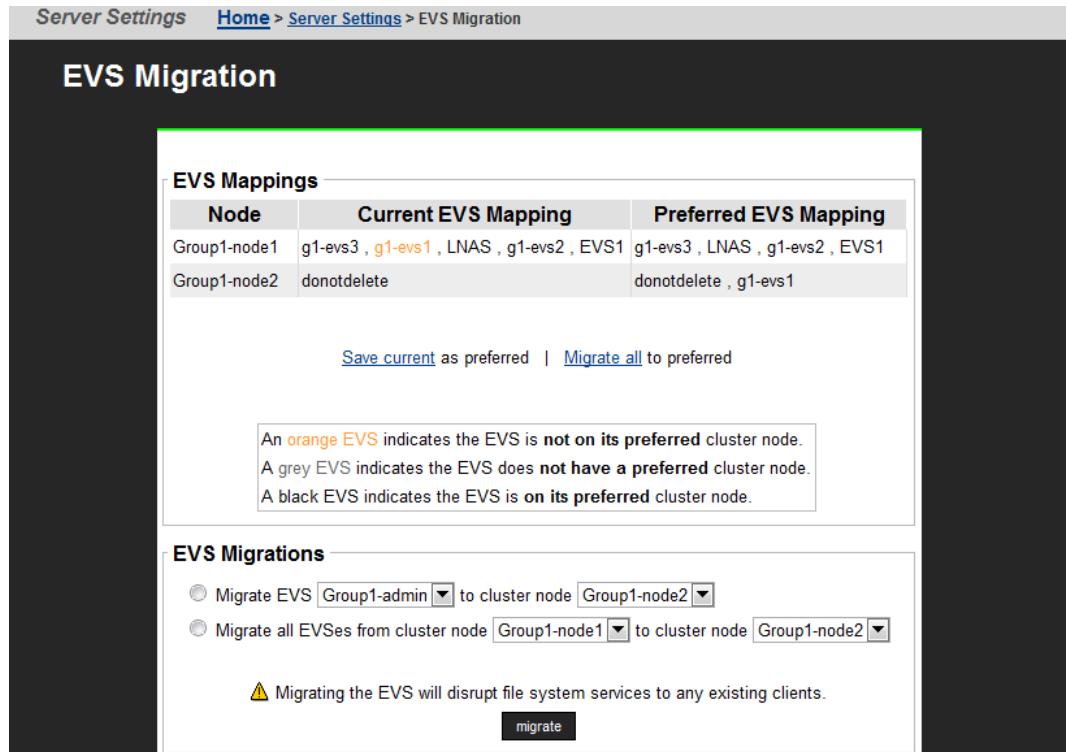 Server Settings Home > Server Settings > EVS Migration
EVS Migration
EVS Mappings
Node Current EVS Mapping Preferred EVS Mapping
Group1-node1 g1-evs3 , g1-evs1 , LNAS , g1-evs2 , EVS1 g1-evs3 , LNAS , g1-evs2 , EVS1
Group1-node2 donotdelete donotdelete , g1-evs1
Save current as preferred | Migrate all to preferred
An orange EVS indicates the EVS is not on its preferred cluster node.
A grey EVS indicates the EVS does not have a preferred cluster node.
A black EVS indicates the EVS is on its preferred cluster node.
EVS Migrations
Migrate EVS Group1-admin to cluster node Group1-node2
Migrate all EVSes from cluster node Group1-node1 to cluster node Group1-node2
Migrating the EVS will disrupt file system services to any existing clients.
migrate